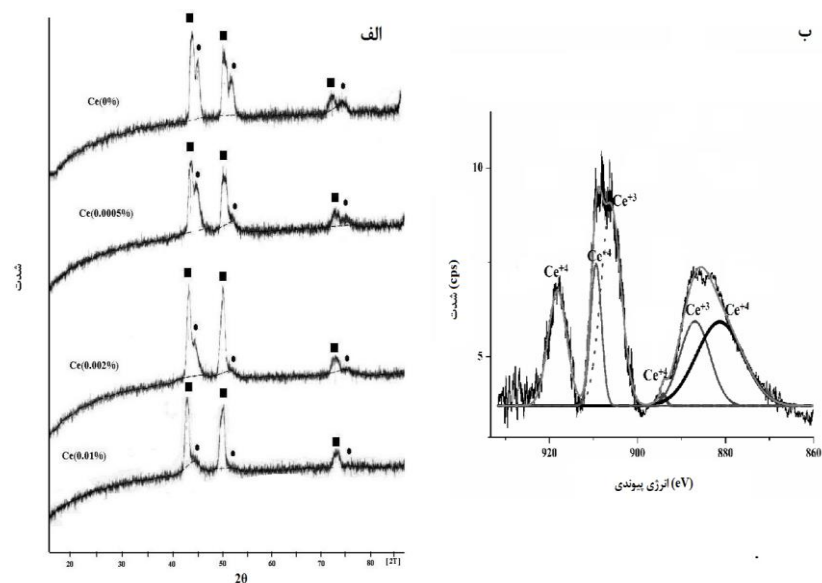 الف
Ce(0%)
Ce(0.0005%)
Ce(0.002%)
Ce(0.01%)
شدت
20 30 40 50 60 70 80 [2T]
2θ
ب
شدت (cps)
10
5
Ce+4
Ce+4
Ce+3
Ce+4
Ce+3
Ce+4
920 900 880 860
انرژی پیوندی (eV)